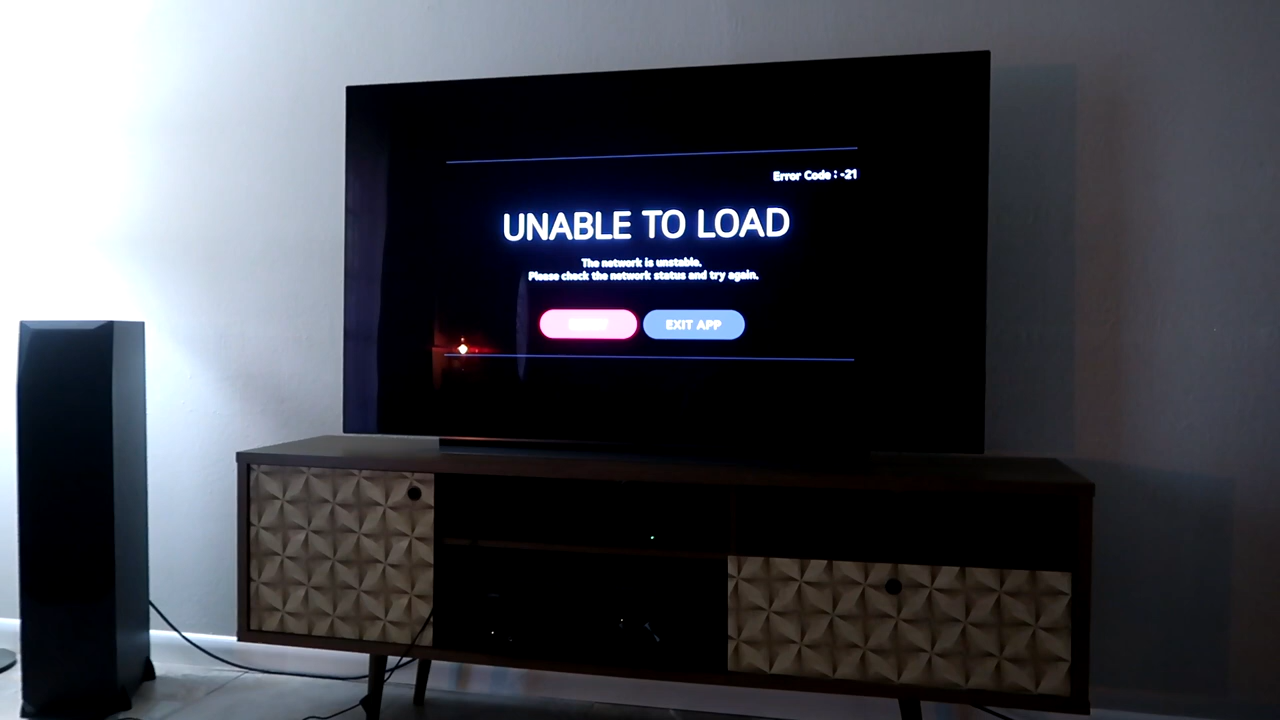 Error Code : -21
UNABLE TO LOAD
The network is unstable.
Please check the network status and try again.
EXIT APP